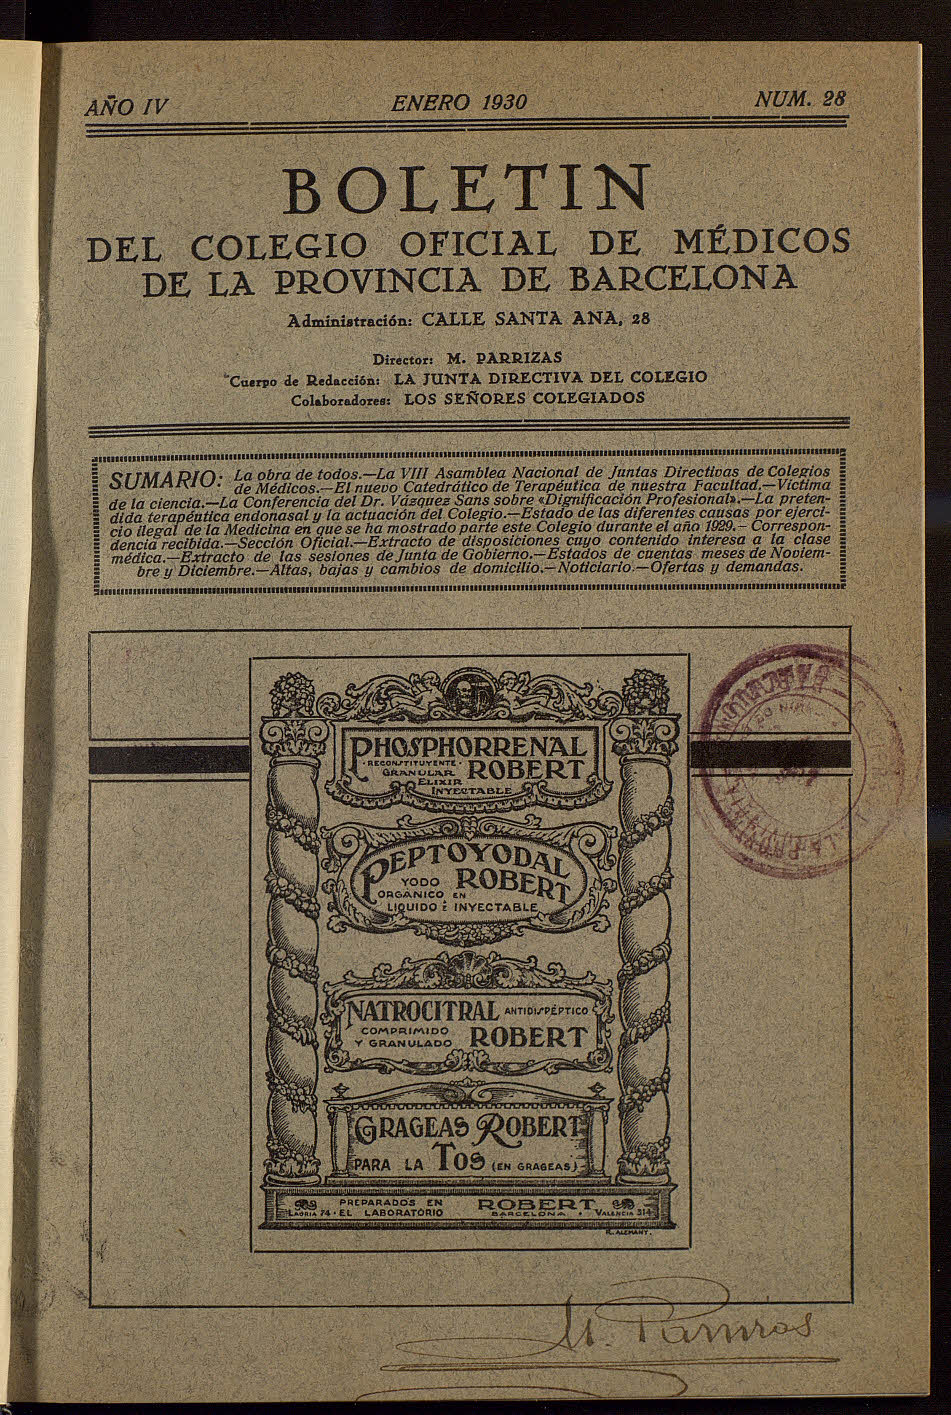 AÑO IV ENERO 1930 NUM. 28
BOLETIN
DEL COLEGIO OFICIAL DE MÉDICOS
DE LA PROVINCIA DE BARCELONA
Administración: CALLE SANTA ANA, 28
Director: M. PARRIZAS
Cuerpo de Redacción: LA JUNTA DIRECTIVA DEL COLEGIO
Colaboradores: LOS SEÑORES COLEGIADOS
SUMARIO: La obra de todos.—La VIII Asamblea Nacional de Juntas Directivas de Colegios
de Médicos.—El nuevo Catedrático de Terapéutica de nuestra Facultad.—Víctima
de la ciencia.—La Conferencia del Dr. Vázquez Sans sobre «Dignificación Profesional».—La preten-
dida terapéutica endonasal y la actuación del Colegio.—Estado de las diferentes causas por ejerci-
cio ilegal de la Medicina en que se ha mostrado parte este Colegio durante el año 1929.—Correspon-
dencia recibida.—Sección Oficial.—Extracto de disposiciones cuyo contenido interesa a la clase
médica.—Extracto de las sesiones de Junta de Gobierno.—Estados de cuentas meses de Noviem-
bre y Diciembre.—Altas, bajas y cambios de domicilio.—Noticiario.—Ofertas y demandas.
PHOSPHORRENAL
RECONSTITUYENTE
GRANULAR ROBERT
ELIXIR
INYECTABLE
PEPTOYODAL
YODO ROBERT
ORGÁNICO EN
LIQUIDO É INYECTABLE
NATROCITRAL ANTIDISPÉPTICO
COMPRIMIDO
Y GRANULADO ROBERT
GRAGEAS ROBERT
PARA LA TOS (EN GRAGEAS)
PREPARADOS EN ROBERT
LAURIA 74 · EL LABORATORIO BARCELONA · VALENCIA 314
R. ALEMANY.
M. Parrizas